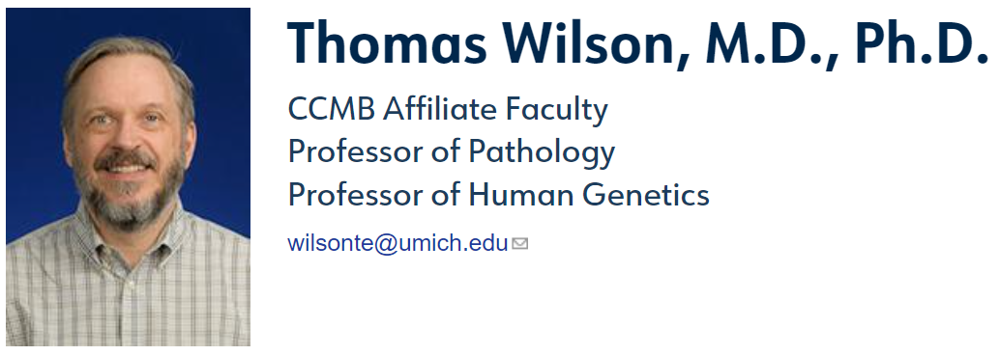 Thomas Wilson, M.D., Ph.D.
CCMB Affiliate Faculty
Professor of Pathology
Professor of Human Genetics
wilsonte@umich.edu